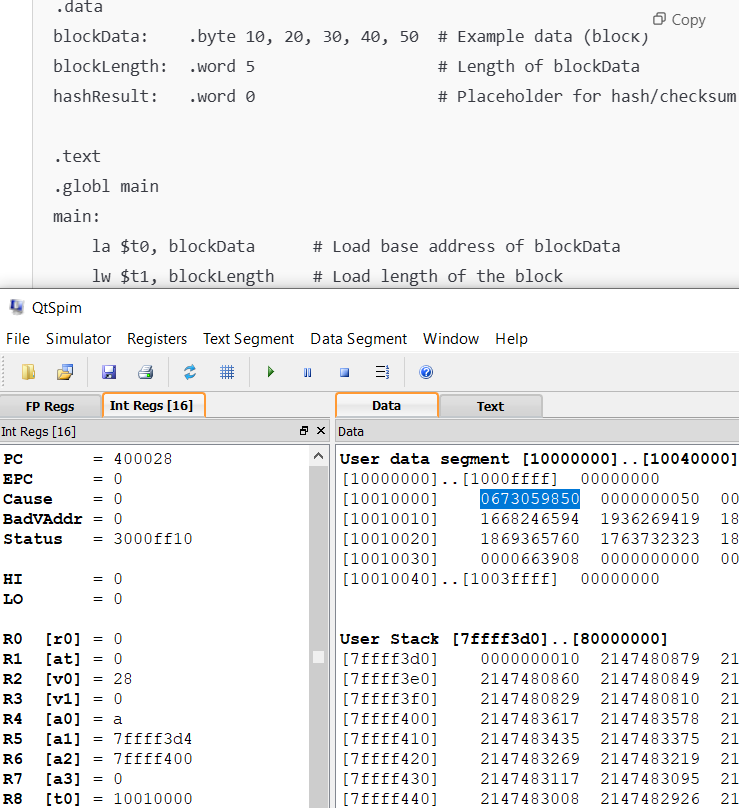 .data
Copy
blockData:    .byte 10, 20, 30, 40, 50  # Example data (block)
blockLength:  .word 5                   # Length of blockData
hashResult:   .word 0                   # Placeholder for hash/checksum
.text
.globl main
main:
    la $t0, blockData      # Load base address of blockData
    lw $t1, blockLength    # Load length of the block
QtSpim
File Simulator Registers Text Segment Data Segment Window Help
FP Regs Int Regs [16] Data Text
Int Regs [16] Data
PC       = 400028
EPC      = 0
Cause    = 0
BadVAddr = 0
Status   = 3000ff10
HI       = 0
LO       = 0
R0  [r0] = 0
R1  [at] = 0
R2  [v0] = 28
R3  [v1] = 0
R4  [a0] = a
R5  [a1] = 7ffff3d4
R6  [a2] = 7ffff400
R7  [a3] = 0
R8  [t0] = 10010000
User data segment [10000000]..[10040000]
[10000000]..[1000ffff]  00000000
[10010000]    0673059850  0000000050  00
[10010010]    1668246594  1936269419  18
[10010020]    1869365760  1763732323  18
[10010030]    0000663908  0000000000  00
[10010040]..[1003ffff]  00000000
User Stack [7ffff3d0]..[80000000]
[7ffff3d0]    0000000010  2147480879  21
[7ffff3e0]    2147480860  2147480849  21
[7ffff3f0]    2147480829  2147480810  21
[7ffff400]    2147483617  2147483578  21
[7ffff410]    2147483435  2147483375  21
[7ffff420]    2147483269  2147483219  21
[7ffff430]    2147483117  2147483095  21
[7ffff440]    2147483008  2147482926  21